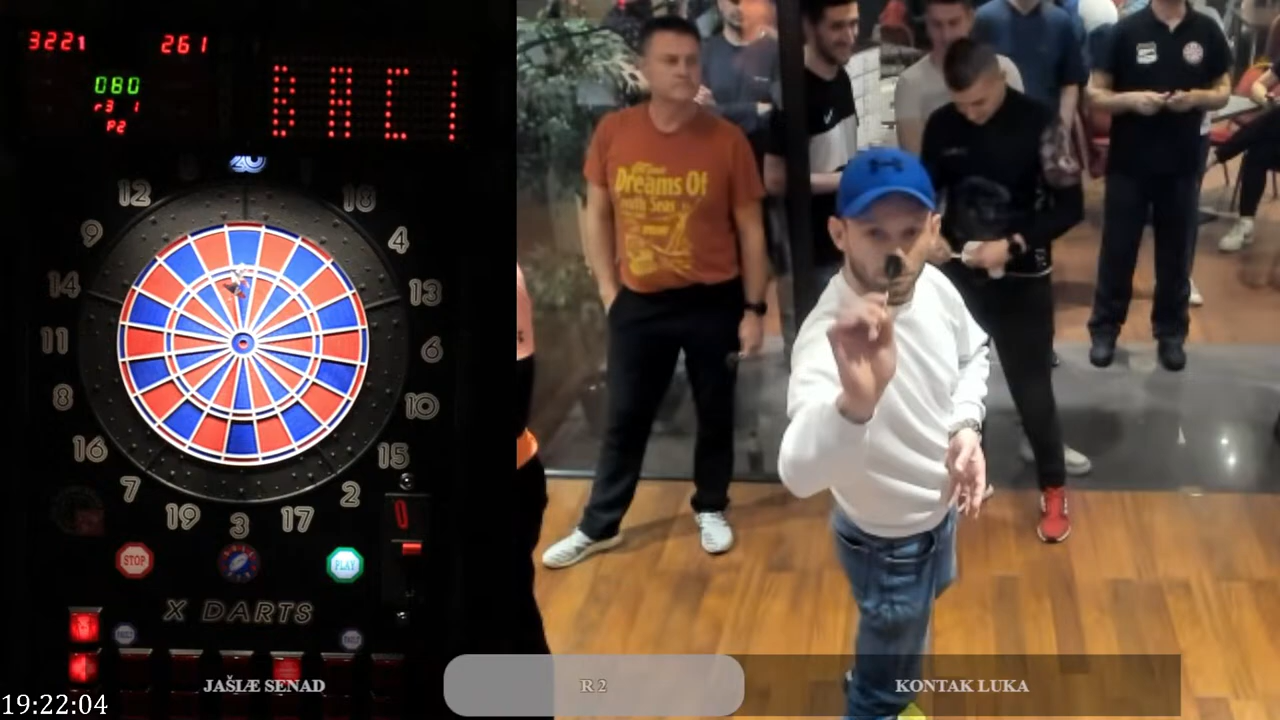 3221 261
080
r3 1
P2
BACI
20
12 18
9 4
14 13
11 6
8 10
16 15
7 2
19 3 17
STOP
PLAY
X DARTS
Dreams Of
South Seas
JAŠIÆ SENAD R 2 KONTAK LUKA
19:22:04